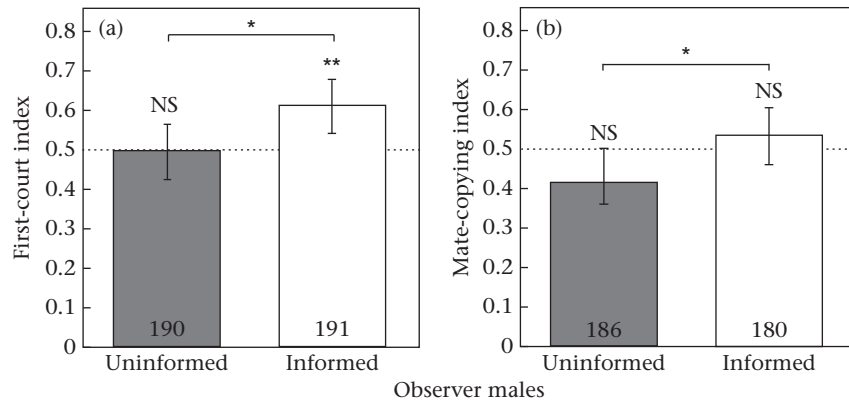 (a)
First-court index
0.8
0.7
0.6
0.5
0.4
0.3
0.2
0.1
0
*
NS
**
190
191
Uninformed
Informed
(b)
Mate-copying index
0.8
0.7
0.6
0.5
0.4
0.3
0.2
0.1
0
*
NS
NS
186
180
Uninformed
Informed
Observer males